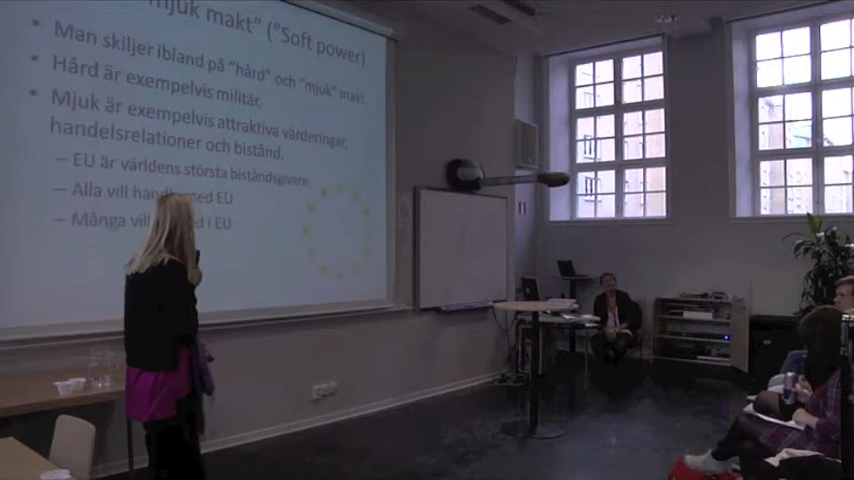 mjuk makt" ("Soft power)
• Man skiljer ibland på "hård" och "mjuk" makt.
• Hård är exempelvis militär.
• Mjuk är exempelvis attraktiva värderingar,
handelsrelationer och bistånd.
– EU är världens största biståndsgivare
– Alla vill handla med EU
– Många vill d i EU